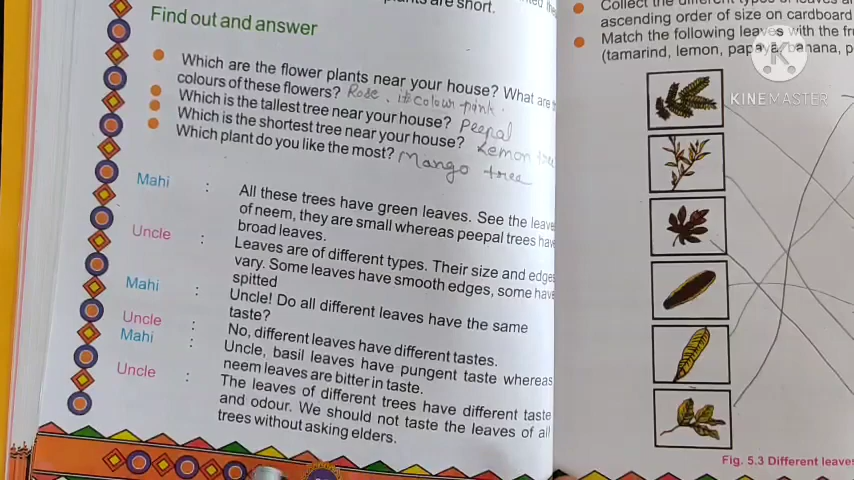 plants are short.
Find out and answer
Which are the flower plants near your house? What are
colours of these flowers? Rose, it colour pink.
Which is the tallest tree near your house? Peepal
Which is the shortest tree near your house? Lemon tree
Which plant do you like the most? Mango tree
Mahi : All these trees have green leaves. See the leave
of neem, they are small whereas peepal trees hav
broad leaves.
Uncle : Leaves are of different types. Their size and edges
vary. Some leaves have smooth edges, some have
spitted
Mahi : Uncle! Do all different leaves have the same
taste?
Uncle : No, different leaves have different tastes.
Mahi : Uncle, basil leaves have pungent taste whereas
neem leaves are bitter in taste.
Uncle : The leaves of different trees have different taste
and odour. We should not taste the leaves of all
trees without asking elders.
Collect the different types of leaves
ascending order of size on cardboard
Match the following leaves with the fru
(tamarind, lemon, papaya, banana, p
KINEMASTER
Fig. 5.3 Different leaves